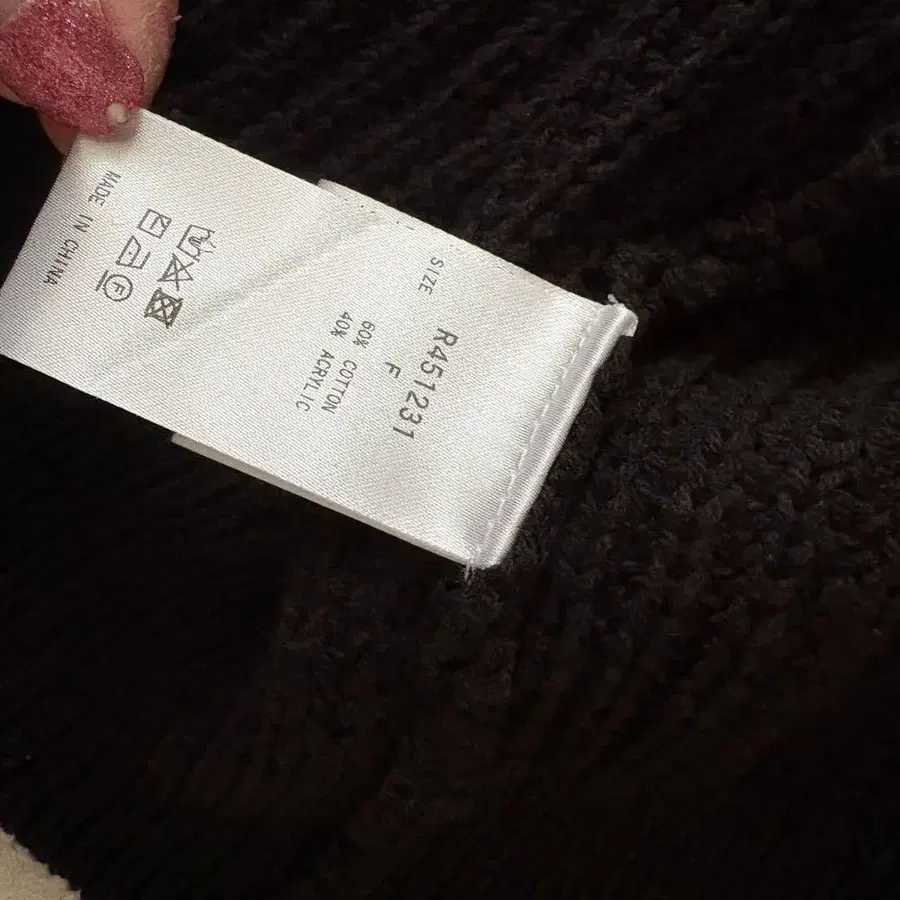 R451231
SIZE F
60% COTTON
40% ACRYLIC
MADE IN CHINA